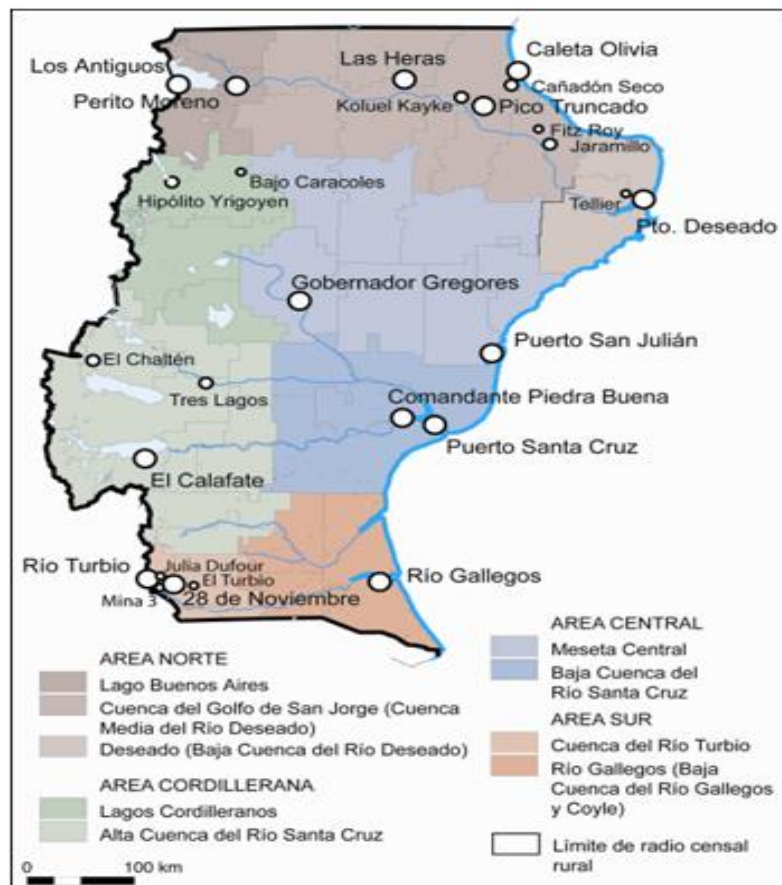 Los Antiguos
Perito Moreno
Las Heras
Caleta Olivia
Cañadón Seco
Koluel Kayke
Pico Truncado
Fitz Roy
Jaramillo
Bajo Caracoles
Hipólito Yrigoyen
Tellier
Pto. Deseado
Gobernador Gregores
Puerto San Julián
El Chaltén
Tres Lagos
Comandante Piedra Buena
Puerto Santa Cruz
El Calafate
Río Turbio
Julia Dufour
El Turbio
Mina 3
28 de Noviembre
Río Gallegos
AREA NORTE
Lago Buenos Aires
Cuenca del Golfo de San Jorge (Cuenca
Media del Río Deseado)
Deseado (Baja Cuenca del Río Deseado)
AREA CORDILLERANA
Lagos Cordilleranos
Alta Cuenca del Río Santa Cruz
0 100 km
AREA CENTRAL
Meseta Central
Baja Cuenca del
Río Santa Cruz
AREA SUR
Cuenca del Río Turbio
Río Gallegos (Baja
Cuenca del Río Gallegos
y Coyle)
Límite de radio censal
rural